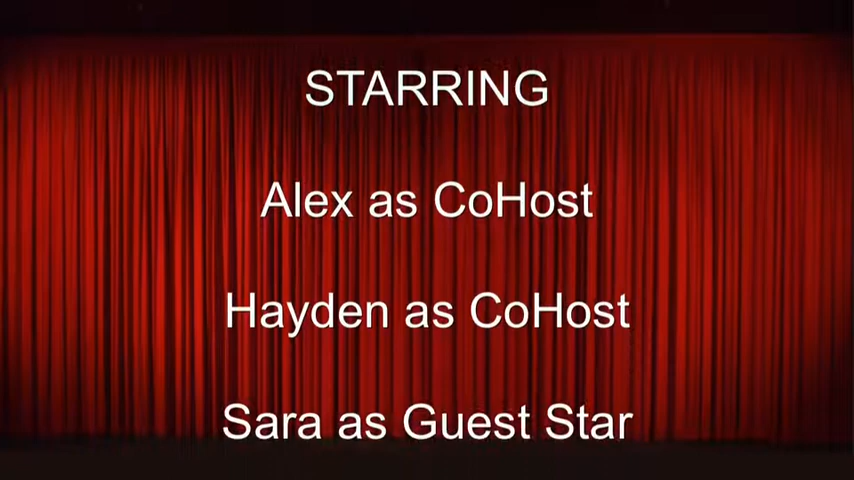 STARRING
Alex as CoHost
Hayden as CoHost
Sara as Guest Star